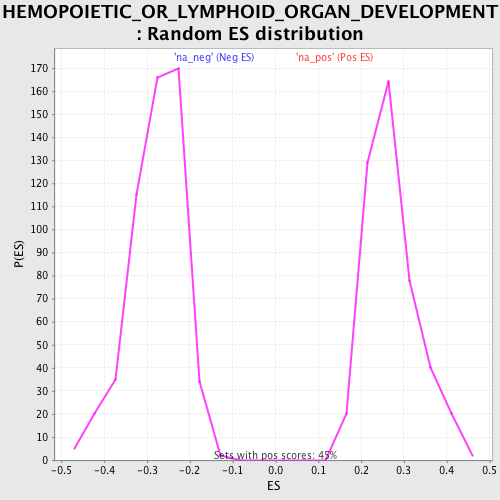 HEMOPOIETIC_OR_LYMPHOID_ORGAN_DEVELOPMENT
: Random ES distribution
'na_neg' (Neg ES) 'na_pos' (Pos ES)
170
160
150
140
130
120
110
100
90
80
70
60
50
40
30
20
10
0
P(ES)
Sets with pos scores: 45%
-0.5 -0.4 -0.3 -0.2 -0.1 0.0 0.1 0.2 0.3 0.4 0.5
ES